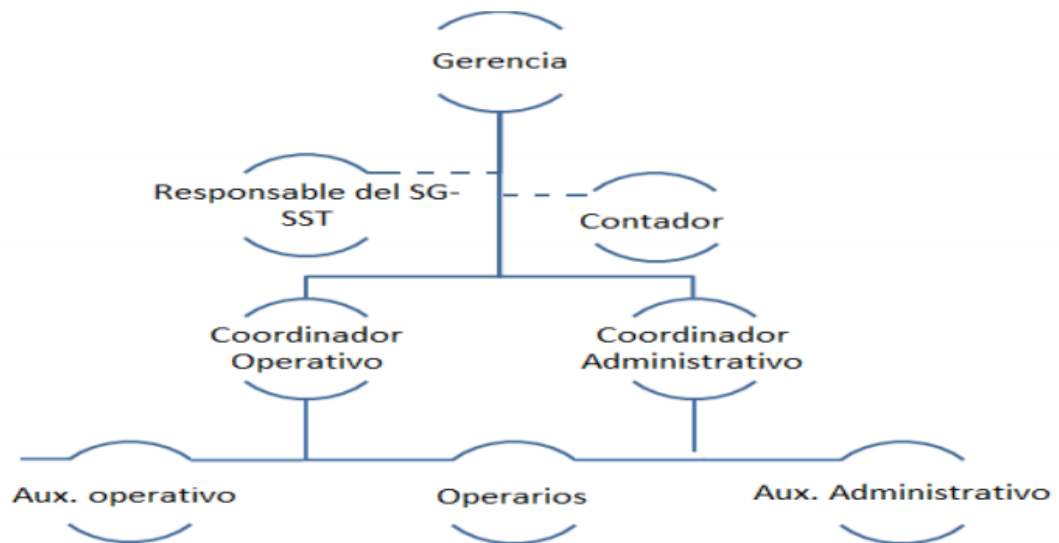 Gerencia
Responsable del SG-
SST
Contador
Coordinador
Operativo
Coordinador
Administrativo
Aux. operativo
Operarios
Aux. Administrativo